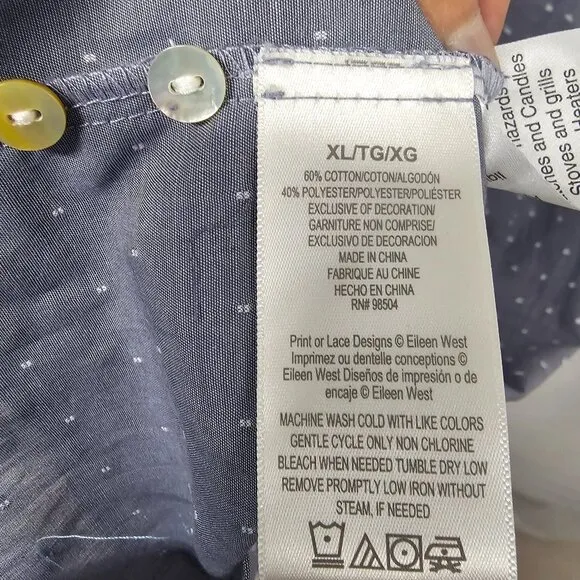 XL/TG/XG
60% COTTON/COTON/ALGODÓN
40% POLYESTER/POLYESTER/POLIÉSTER
EXCLUSIVE OF DECORATION/
GARNITURE NON COMPRISE/
EXCLUSIVO DE DECORACION
MADE IN CHINA
FABRIQUE AU CHINE
HECHO EN CHINA
RN# 98504
Print or Lace Designs © Eileen West
Imprimez ou dentelle conceptions ©
Eileen West Diseños de impresión o de
encaje © Eileen West
MACHINE WASH COLD WITH LIKE COLORS
GENTLE CYCLE ONLY NON CHLORINE
BLEACH WHEN NEEDED TUMBLE DRY LOW
REMOVE PROMPTLY LOW IRON WITHOUT
STEAM, IF NEEDED
and Candles
and grills
Stoves and